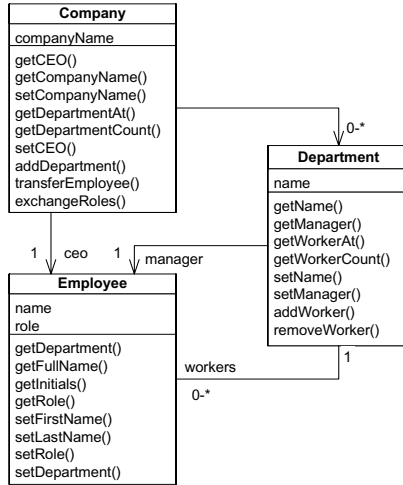 Company
companyName
getCEO()
getCompanyName()
setCompanyName()
getDepartmentAt()
getDepartmentCount()
setCEO()
addDepartment()
transferEmployee()
exchangeRoles()
0-*
Department
name
getName()
getManager()
getWorkerAt()
getWorkerCount()
setName()
setManager()
addWorker()
removeWorker()
1 ceo
1 manager
Employee
name
role
getDepartment()
getFullName()
getInitials()
getRole()
setFirstName()
setLastName()
setRole()
setDepartment()
1
workers
0-*